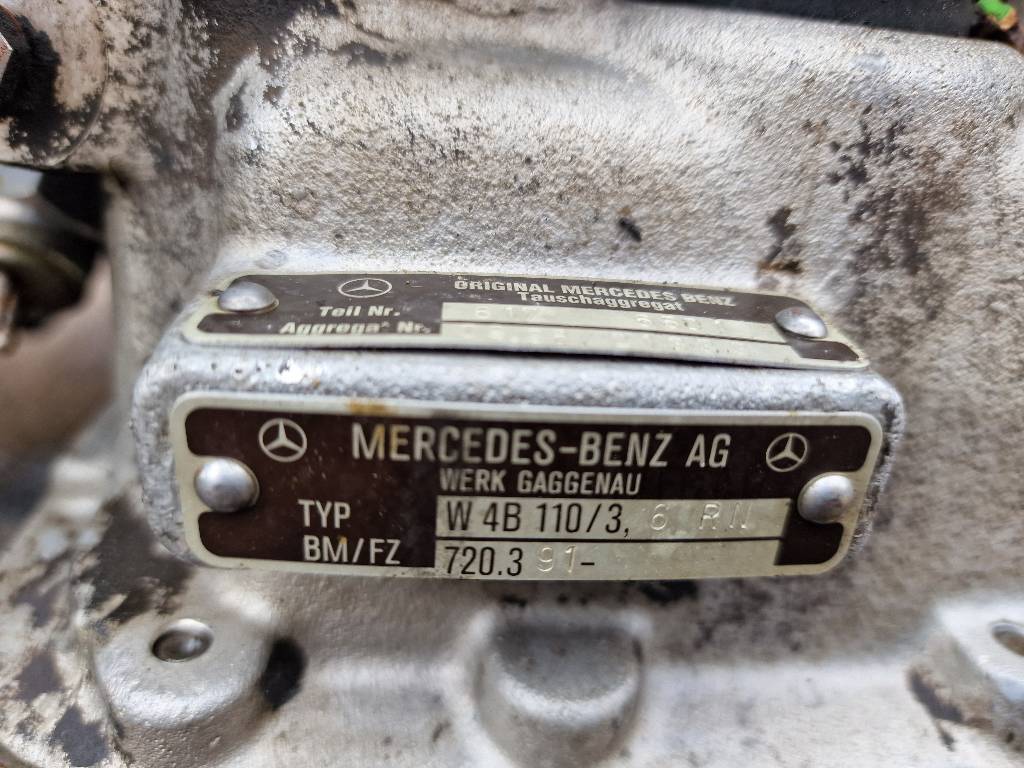 ORIGINAL MERCEDES BENZ
Tauschaggregat
Teil Nr.
Aggregat Nr.
MERCEDES-BENZ AG
WERK GAGGENAU
TYP W 4B 110/3, 6 RN
BM/FZ 720.3 91-